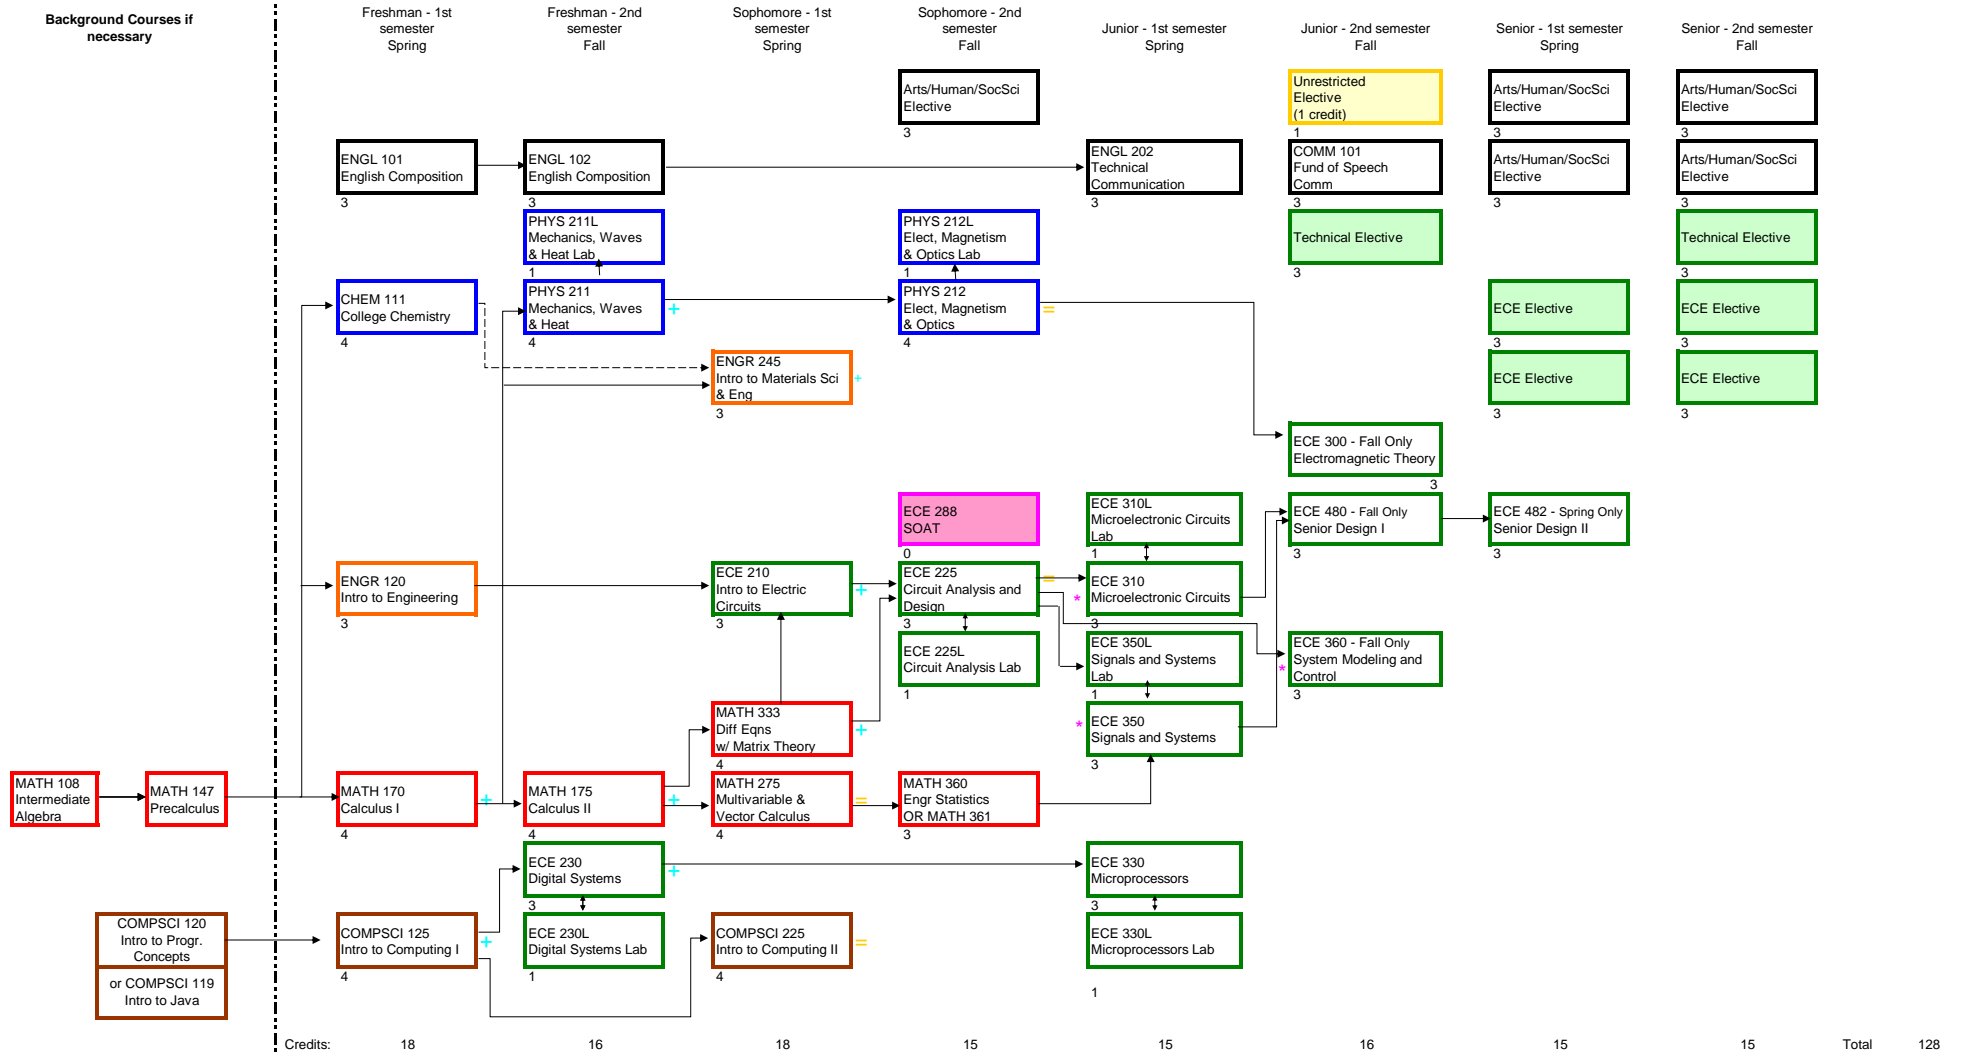 Background Courses if
necessary
Freshman - 1st
semester
Spring
Freshman - 2nd
semester
Fall
Sophomore - 1st
semester
Spring
Sophomore - 2nd
semester
Fall
Junior - 1st semester
Spring
Junior - 2nd semester
Fall
Senior - 1st semester
Spring
Senior - 2nd semester
Fall
Arts/Human/SocSci
Elective
3
Unrestricted
Elective
(1 credit)
1
Arts/Human/SocSci
Elective
3
Arts/Human/SocSci
Elective
3
ENGL 101
English Composition
3
ENGL 102
English Composition
3
ENGL 202
Technical
Communication
3
COMM 101
Fund of Speech
Comm
3
Arts/Human/SocSci
Elective
3
Arts/Human/SocSci
Elective
3
PHYS 211L
Mechanics, Waves
& Heat Lab
1
PHYS 212L
Elect, Magnetism
& Optics Lab
1
Technical Elective
3
Technical Elective
3
CHEM 111
College Chemistry
4
PHYS 211
Mechanics, Waves
& Heat
4
+
PHYS 212
Elect, Magnetism
& Optics
4
=
ECE Elective
3
ECE Elective
3
ENGR 245
Intro to Materials Sci
& Eng
3
+
ECE Elective
3
ECE Elective
3
ECE 300 - Fall Only
Electromagnetic Theory
3
ECE 288
SOAT
0
ECE 310L
Microelectronic Circuits
Lab
1
ECE 480 - Fall Only
Senior Design I
3
ECE 482 - Spring Only
Senior Design II
3
ENGR 120
Intro to Engineering
3
ECE 210
Intro to Electric
Circuits
3
+
ECE 225
Circuit Analysis and
Design
3
=
*
ECE 310
Microelectronic Circuits
3
ECE 225L
Circuit Analysis Lab
1
ECE 350L
Signals and Systems
Lab
1
*
ECE 360 - Fall Only
System Modeling and
Control
3
MATH 333
Diff Eqns
w/ Matrix Theory
4
+
*
ECE 350
Signals and Systems
3
MATH 108
Intermediate
Algebra
MATH 147
Precalculus
MATH 170
Calculus I
4
+
MATH 175
Calculus II
4
+
MATH 275
Multivariable &
Vector Calculus
4
=
MATH 360
Engr Statistics
OR MATH 361
3
ECE 230
Digital Systems
3
+
ECE 330
Microprocessors
3
COMPSCI 120
Intro to Progr.
Concepts
or COMPSCI 119
Intro to Java
COMPSCI 125
Intro to Computing I
4
+
ECE 230L
Digital Systems Lab
1
COMPSCI 225
Intro to Computing II
4
=
ECE 330L
Microprocessors Lab
1
Credits: 18 16 18 15 15 16 15 15 Total 128